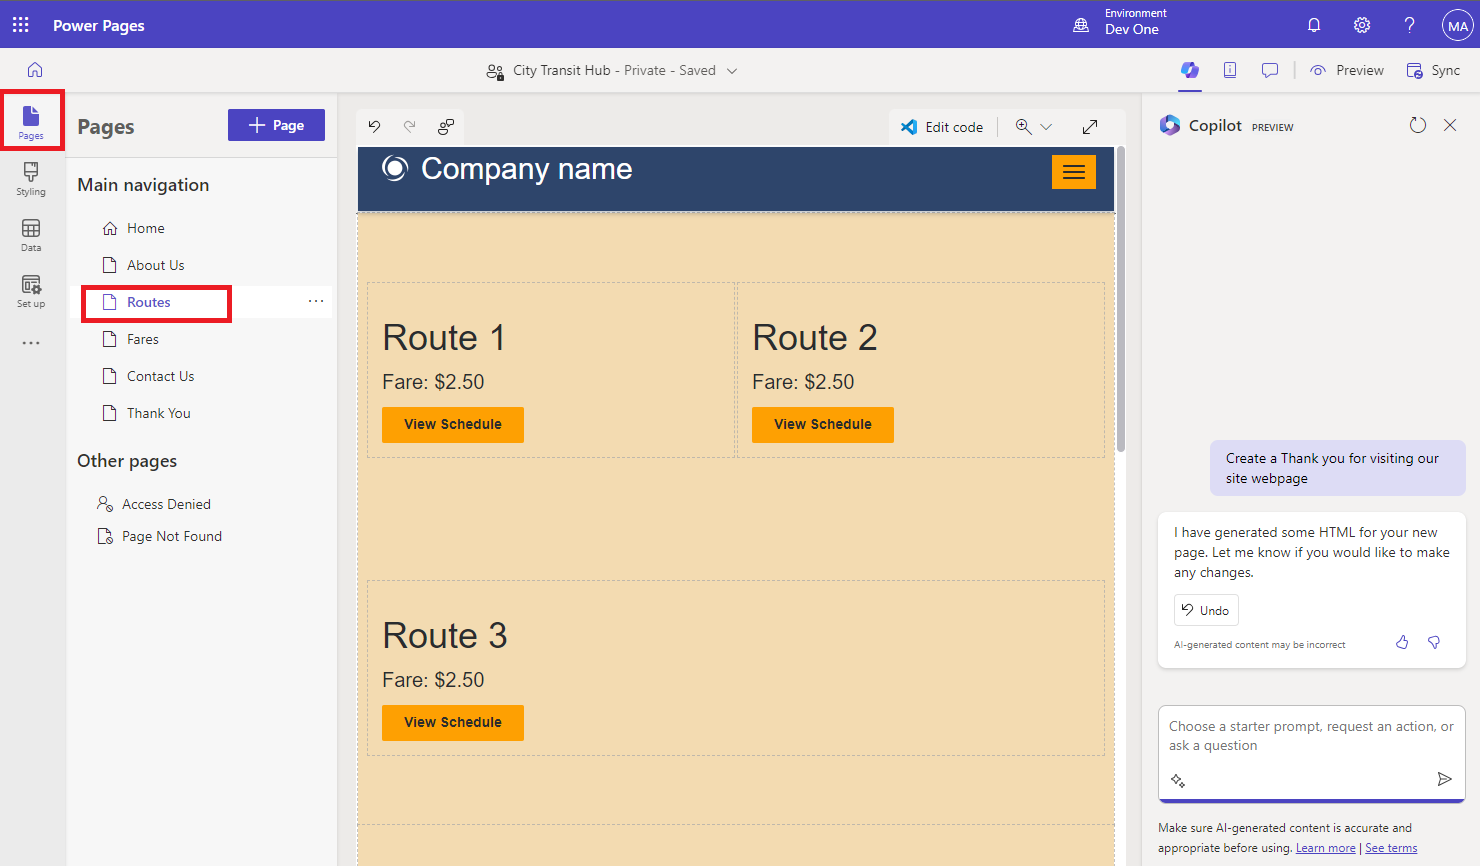 Power Pages
Environment
Dev One
MA
City Transit Hub - Private - Saved
Preview
Sync
Pages
Styling
Data
Set up
Pages
Page
Main navigation
Home
About Us
Routes
Fares
Contact Us
Thank You
Other pages
Access Denied
Page Not Found
Edit code
Company name
Route 1
Fare: $2.50
View Schedule
Route 2
Fare: $2.50
View Schedule
Route 3
Fare: $2.50
View Schedule
Copilot PREVIEW
Create a Thank you for visiting our
site webpage
I have generated some HTML for your new
page. Let me know if you would like to make
any changes.
Undo
AI-generated content may be incorrect
Choose a starter prompt, request an action, or
ask a question
Make sure AI-generated content is accurate and
appropriate before using. Learn more | See terms